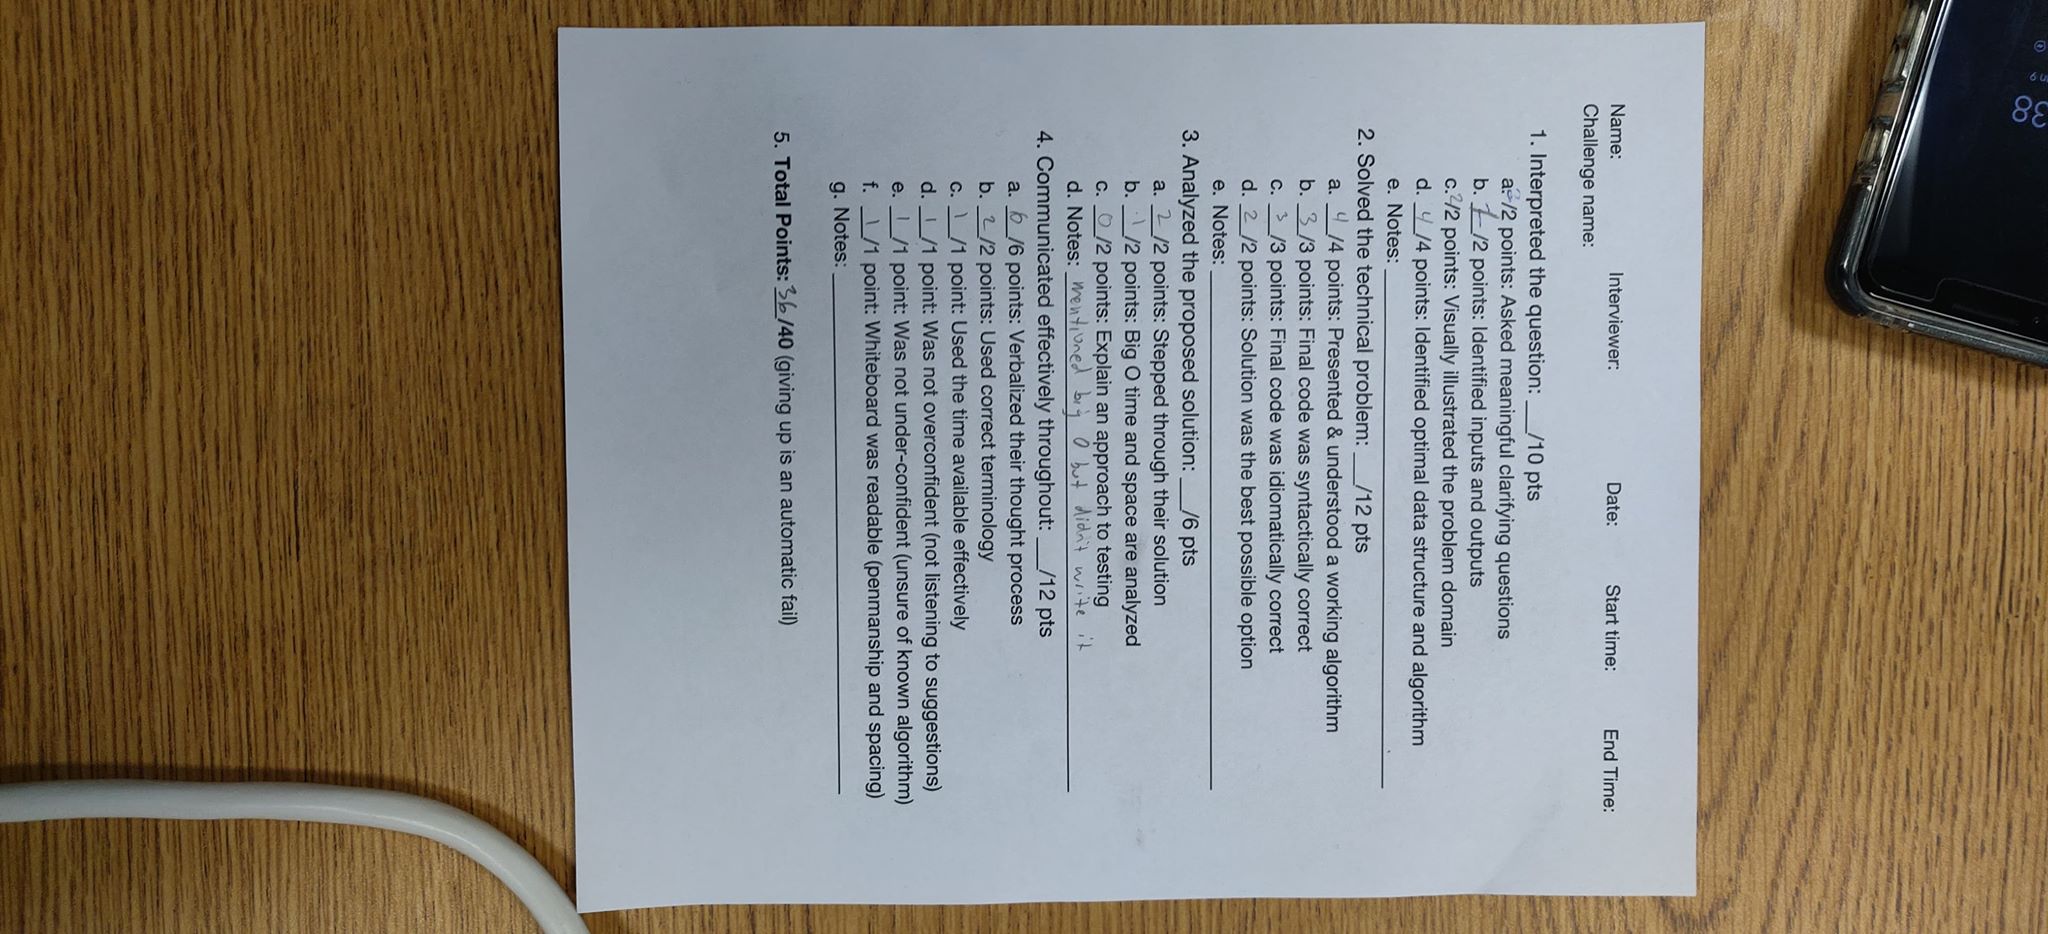 Name: Interviewer: Date: Start time: End Time:
Challenge name:
1. Interpreted the question: ___/10 pts
a. /2 points: Asked meaningful clarifying questions
b. /2 points: Identified inputs and outputs
c. 2/2 points: Visually illustrated the problem domain
d. 4/4 points: Identified optimal data structure and algorithm
e. Notes:
2. Solved the technical problem: ___/12 pts
a. 4/4 points: Presented & understood a working algorithm
b. 3/3 points: Final code was syntactically correct
c. 3/3 points: Final code was idiomatically correct
d. 2/2 points: Solution was the best possible option
e. Notes:
3. Analyzed the proposed solution: ___/6 pts
a. 2/2 points: Stepped through their solution
b. 1/2 points: Big O time and space are analyzed
c. 0/2 points: Explain an approach to testing
d. Notes: mentioned big O but didn't write it
4. Communicated effectively throughout: ___/12 pts
a. 6/6 points: Verbalized their thought process
b. 2/2 points: Used correct terminology
c. 1/1 point: Used the time available effectively
d. 1/1 point: Was not overconfident (not listening to suggestions)
e. 1/1 point: Was not under-confident (unsure of known algorithm)
f. 1/1 point: Whiteboard was readable (penmanship and spacing)
g. Notes:
5. Total Points: 36/40 (giving up is an automatic fail)